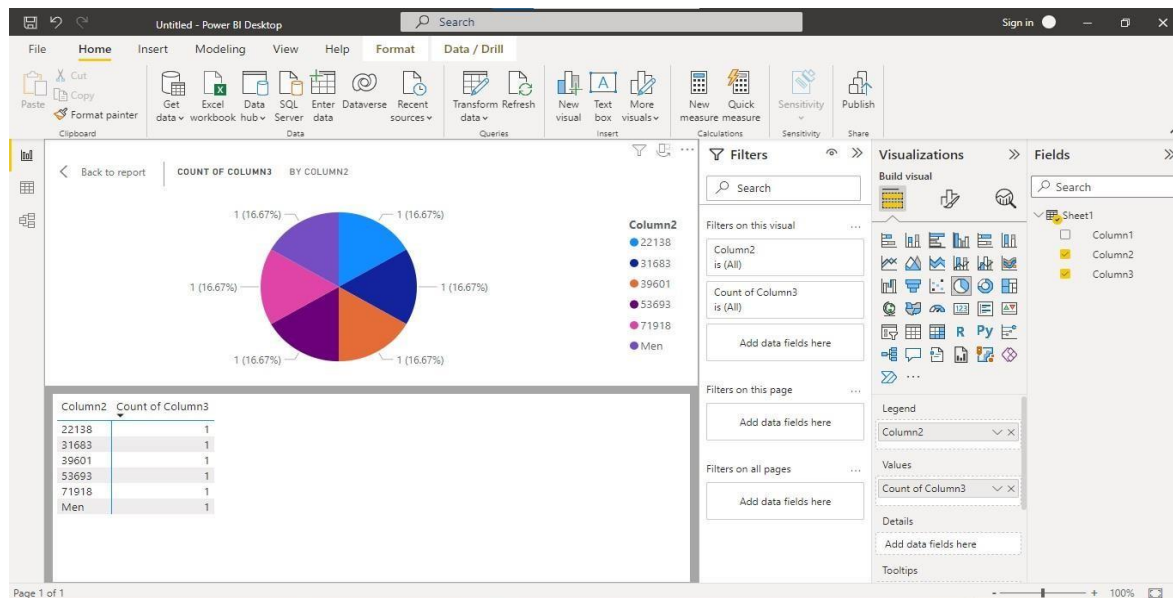 Untitled - Power BI Desktop
Search
Sign in
File Home Insert Modeling View Help Format Data / Drill
Paste
Cut
Copy
Format painter
Clipboard
Get data
Excel workbook
Data hub
SQL Server
Enter data
Dataverse
Recent sources
Data
Transform data
Refresh
Queries
New visual
Text box
More visuals
Insert
New measure
Quick measure
Calculations
Sensitivity
Sensitivity
Publish
Share
Back to report
COUNT OF COLUMN3 BY COLUMN2
1 (16.67%)
1 (16.67%)
1 (16.67%)
1 (16.67%)
1 (16.67%)
1 (16.67%)
Column2
22138
31683
39601
53693
71918
Men
Column2 Count of Column3
22138 1
31683 1
39601 1
53693 1
71918 1
Men 1
Filters
Search
Filters on this visual ...
Column2
is (All)
Count of Column3
is (All)
Add data fields here
Filters on this page ...
Add data fields here
Filters on all pages ...
Add data fields here
Visualizations
Build visual
123
R
Py
...
Legend
Column2
Values
Count of Column3
Details
Add data fields here
Tooltips
Fields
Search
Sheet1
Column1
Column2
Column3
Page 1 of 1
- + 100%